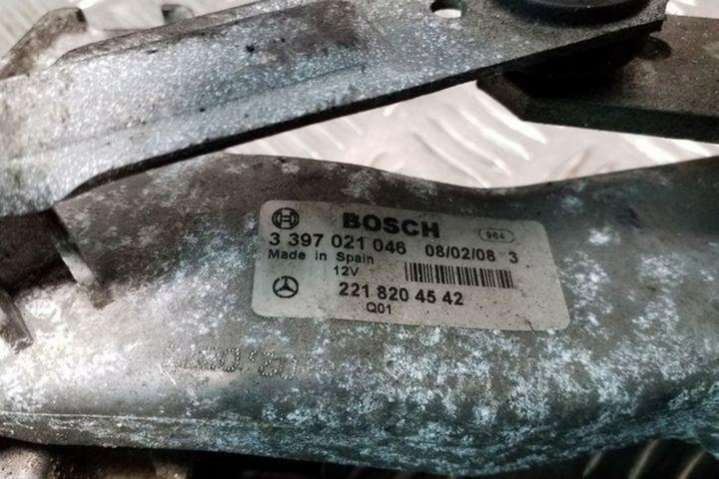 BOSCH
3 397 021 046 08/02/08 3
Made in Spain
12V
221 820 45 42
Q01